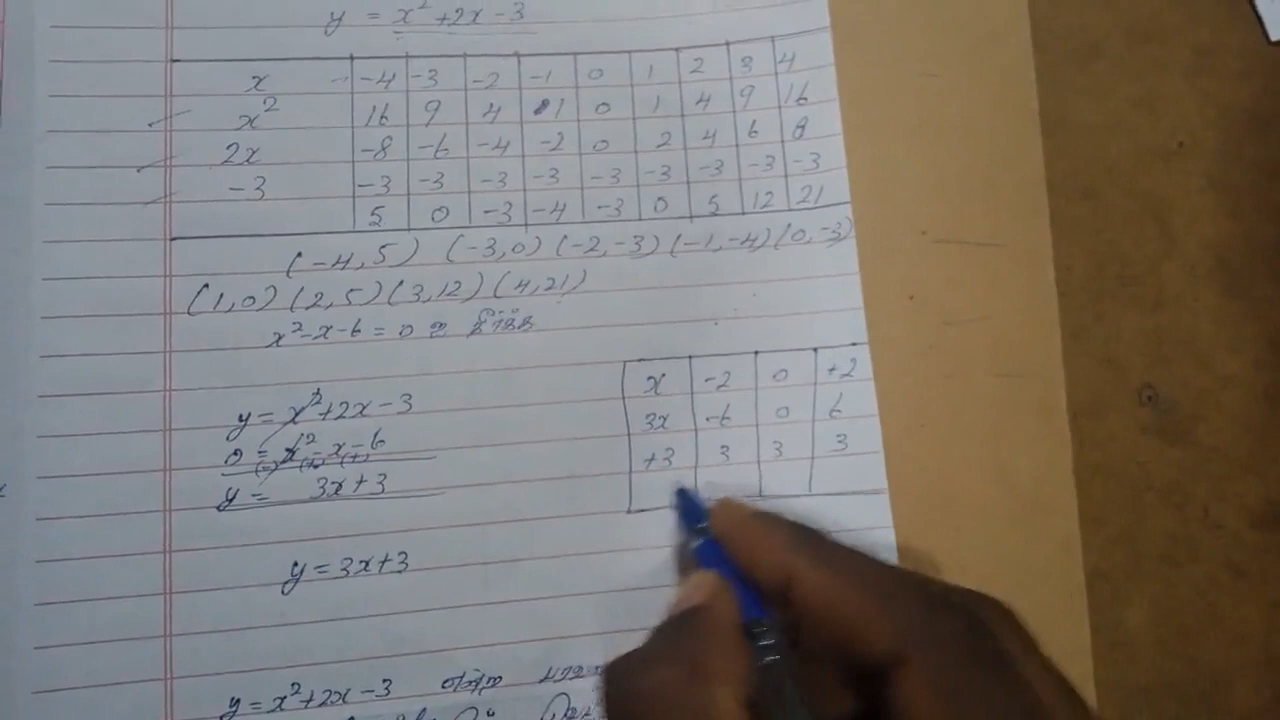 y = x² + 2x - 3
x -4 -3 -2 -1 0 1 2 3 4
x² 16 9 4 1 0 1 4 9 16
2x -8 -6 -4 -2 0 2 4 6 8
-3 -3 -3 -3 -3 -3 -3 -3 -3 -3
5 0 -3 -4 -3 0 5 12 21
(-4,5) (-3,0) (-2,-3) (-1,-4) (0,-3)
(1,0) (2,5) (3,12) (4,21)
x² - x - 6 = 0
y = x² + 2x - 3
0 = x² - x - 6
(-) (+) (+)
y = 3x + 3
x -2 0 +2
3x -6 0 6
+3 3 3 3
y = 3x + 3
y = x² + 2x - 3